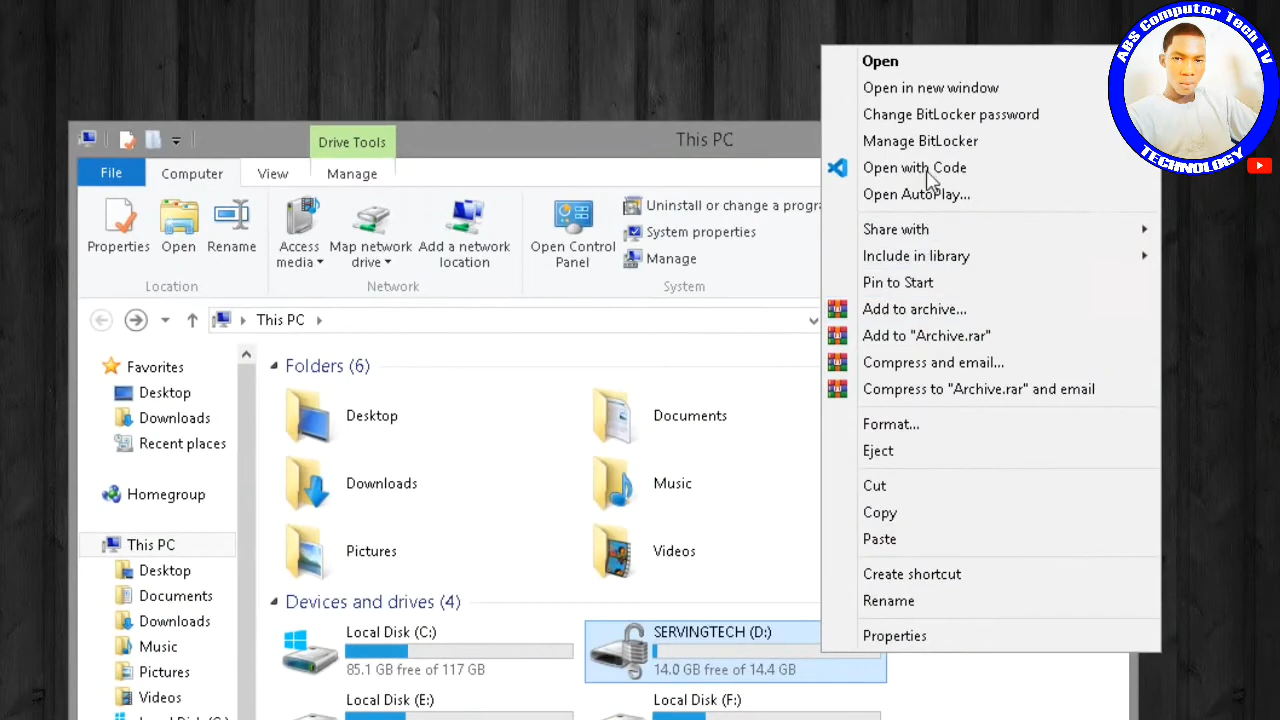 ABS Computer Tech Tv
TECHNOLOGY
This PC
Drive Tools
File
Computer
View
Manage
Properties
Open
Rename
Access media
Map network drive
Add a network location
Open Control Panel
Uninstall or change a progra
System properties
Manage
Location
Network
System
This PC
Favorites
Desktop
Downloads
Recent places
Homegroup
This PC
Desktop
Documents
Downloads
Music
Pictures
Videos
Folders (6)
Desktop
Documents
Downloads
Music
Pictures
Videos
Devices and drives (4)
Local Disk (C:)
85.1 GB free of 117 GB
SERVINGTECH (D:)
14.0 GB free of 14.4 GB
Local Disk (E:)
Local Disk (F:)
Open
Open in new window
Change BitLocker password
Manage BitLocker
Open with Code
Open AutoPlay...
Share with
Include in library
Pin to Start
Add to archive...
Add to "Archive.rar"
Compress and email...
Compress to "Archive.rar" and email
Format...
Eject
Cut
Copy
Paste
Create shortcut
Rename
Properties